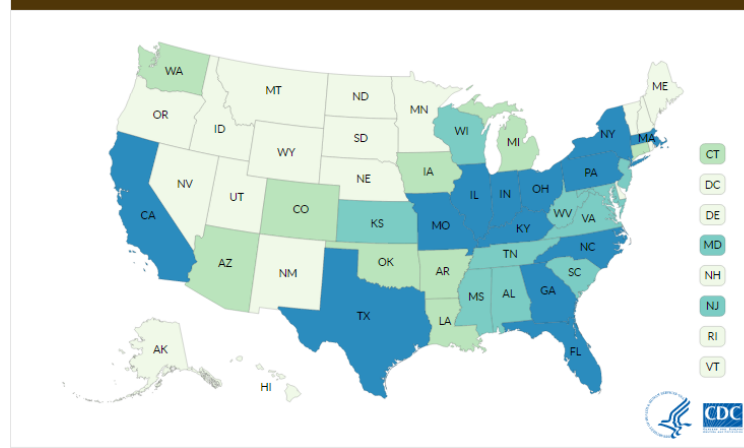 WA
MT
ND
MN
ME
OR
ID
SD
WI
NY
MA
WY
MI
CT
IA
PA
NE
DC
NV
IL
IN
OH
UT
DE
CA
CO
KS
MO
WV
VA
KY
MD
NC
TN
NH
AZ
OK
AR
NM
SC
NJ
MS
AL
GA
TX
LA
RI
AK
FL
VT
HI
CDC